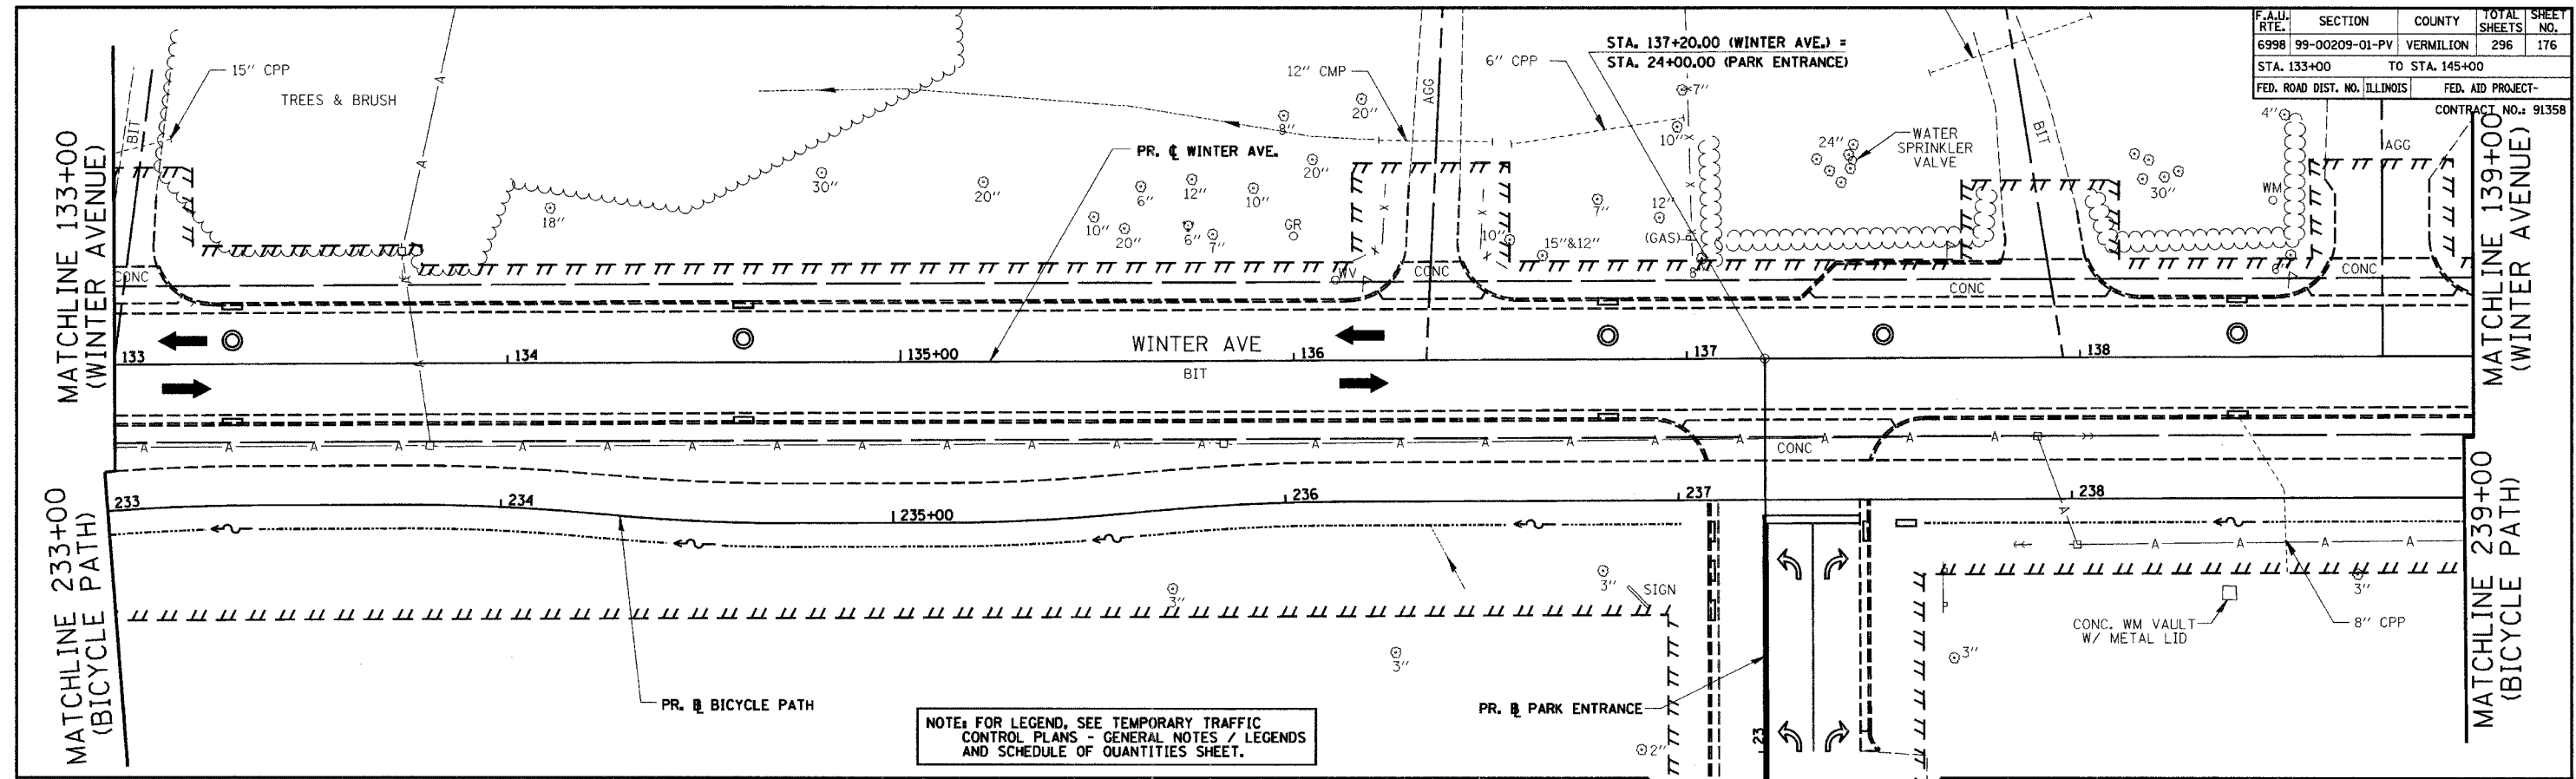 F.A.U. RTE. SECTION COUNTY TOTAL SHEETS SHEET NO.
6998 99-00209-01-PV VERMILION 296 176
STA. 133+00 TO STA. 145+00
FED. ROAD DIST. NO. ILLINOIS FED. AID PROJECT-
CONTRACT NO.: 91358
STA. 137+20.00 (WINTER AVE.) =
STA. 24+00.00 (PARK ENTRANCE)
MATCHLINE 133+00
(WINTER AVENUE)
15" CPP
BIT
TREES & BRUSH
A
A
12" CMP
AGG
6" CPP
7"
8"
20"
10"
PR. ℄ WINTER AVE.
24"
WATER
SPRINKLER
VALVE
BIT
4"
AGG
MATCHLINE 139+00
(WINTER AVENUE)
18"
30"
20"
6"
12"
10"
20"
10"
20"
6"
7"
GR
10"
15"&12"
7"
12"
(GAS)
8"
30"
WM
6"
CONC
WV
CONC
CONC
CONC
133
134
135+00
WINTER AVE
136
137
138
BIT
A A A A A A A A A A A A A A A A A A A A A A A
CONC
MATCHLINE 233+00
(BICYCLE PATH)
233
234
235+00
236
237
238
MATCHLINE 239+00
(BICYCLE PATH)
A
A A A A
3"
3"
SIGN
3"
3"
3"
2"
CONC. WM VAULT
W/ METAL LID
8" CPP
PR. BL BICYCLE PATH
PR. BL PARK ENTRANCE
23
NOTE: FOR LEGEND, SEE TEMPORARY TRAFFIC
CONTROL PLANS - GENERAL NOTES / LEGENDS
AND SCHEDULE OF QUANTITIES SHEET.